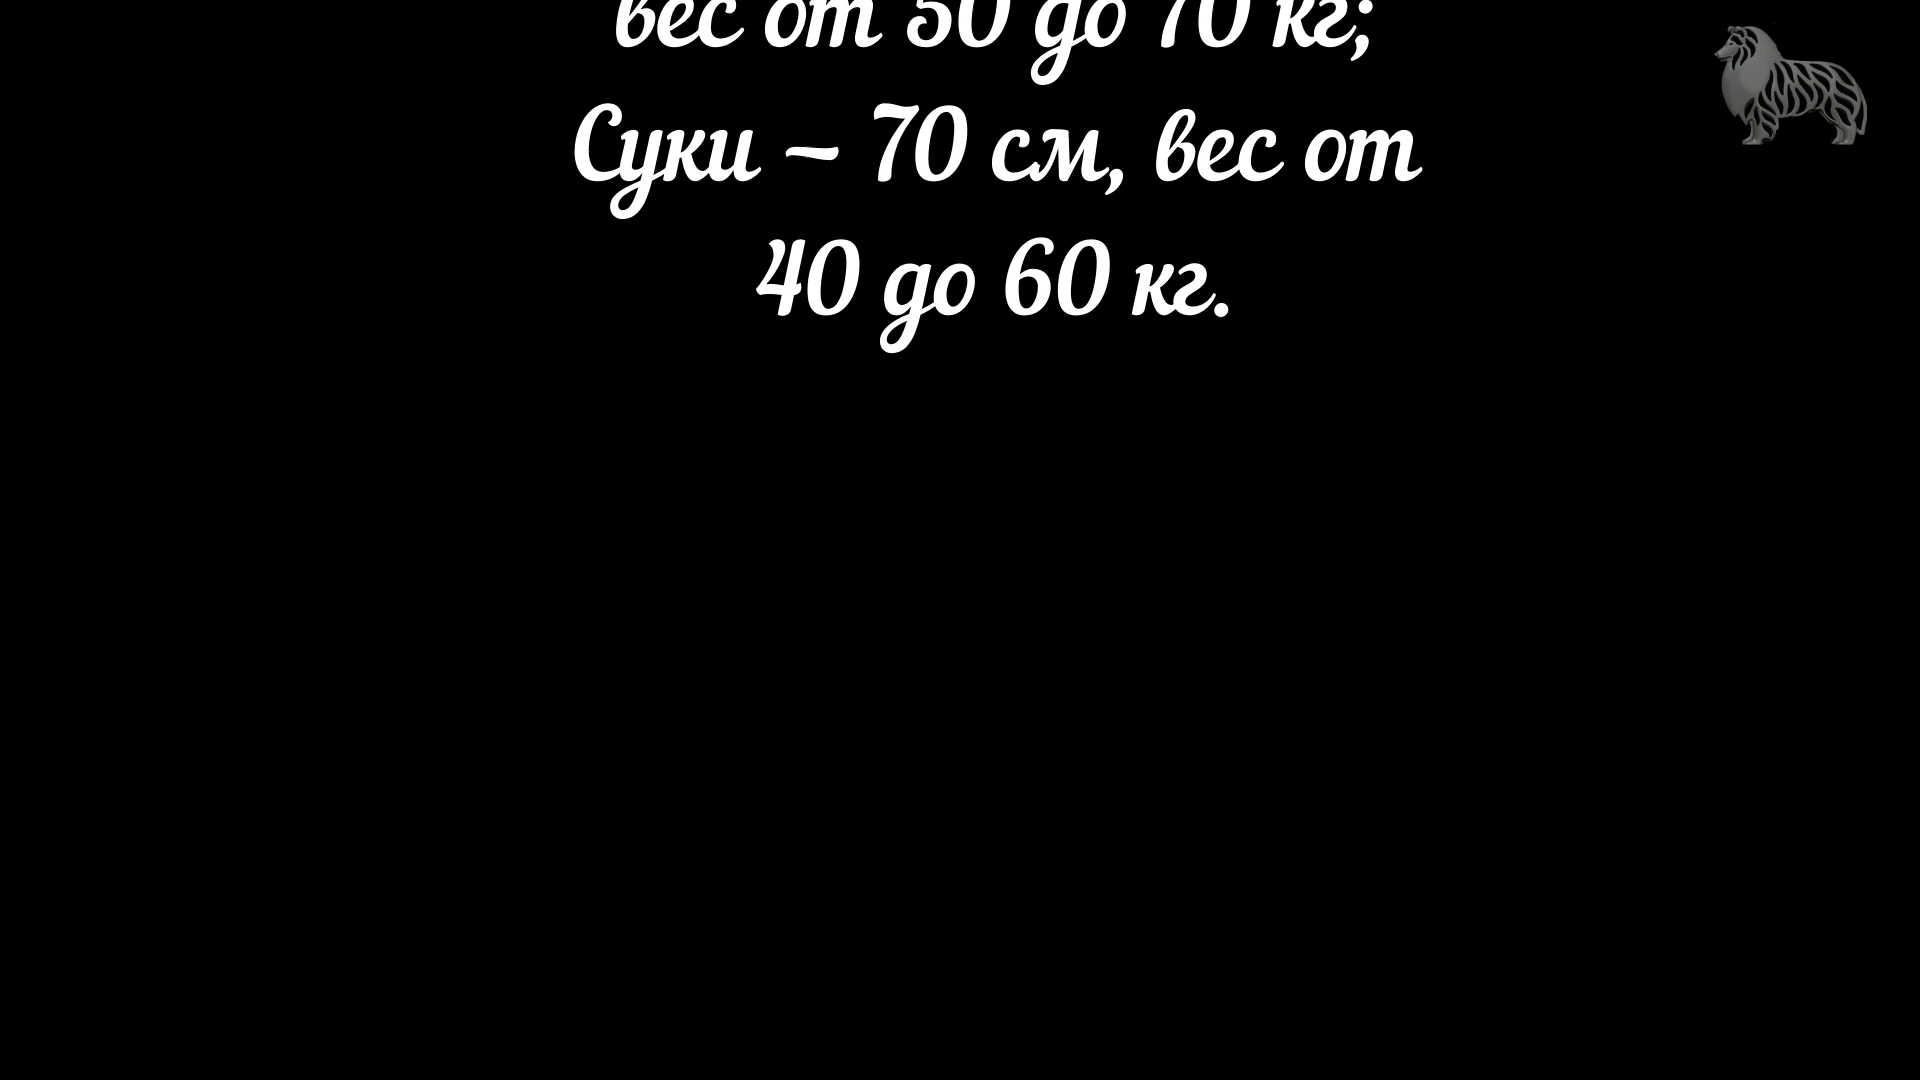 вес от 50 до 70 кг;
Суки – 70 см, вес от
40 до 60 кг.